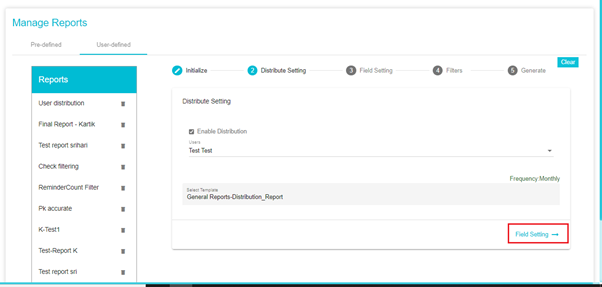 Manage Reports
Pre-defined User-defined
Reports
User distribution
Final Report - Kartik
Test report srihari
Check filtering
ReminderCount Filter
Pk accurate
K-Test1
Test-Report K
Test report sri
Initialize 2 Distribute Setting 3 Field Setting 4 Filters 5 Generate
Clear
Distribute Setting
Enable Distribution
Users
Test Test
Frequency:Monthly
Select Template
General Reports-Distribution_Report
Field Setting →